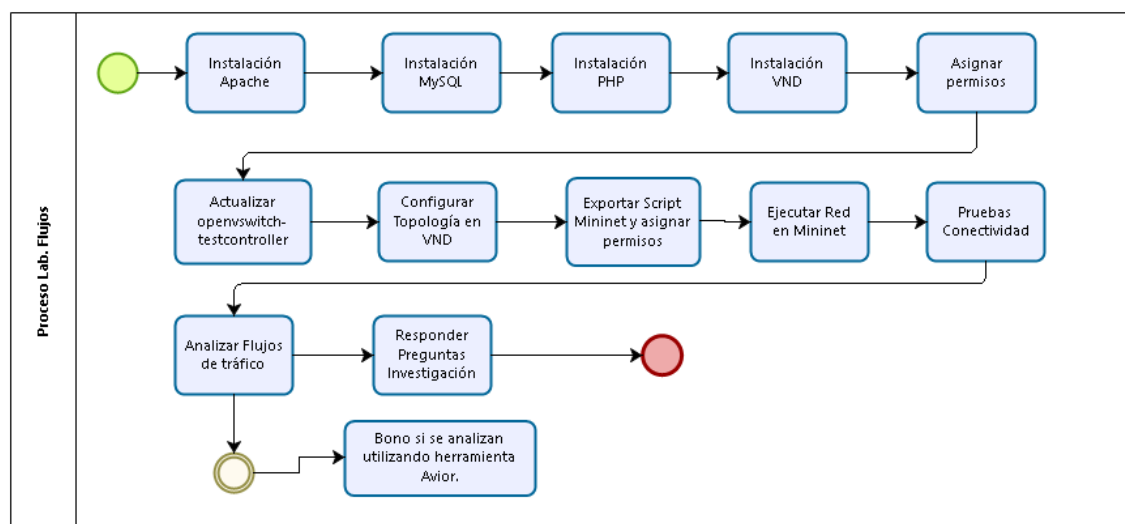 Proceso Lab. Flujos
Instalación
Apache
Instalación
MySQL
Instalación
PHP
Instalación
VND
Asignar
permisos
Actualizar
openvswitch-
testcontroller
Configurar
Topología en
VND
Exportar Script
Mininet y asignar
permisos
Ejecutar Red
en Mininet
Pruebas
Conectividad
Analizar Flujos
de tráfico
Responder
Preguntas
Investigación
Bono si se analizan
utilizando herramienta
Avior.